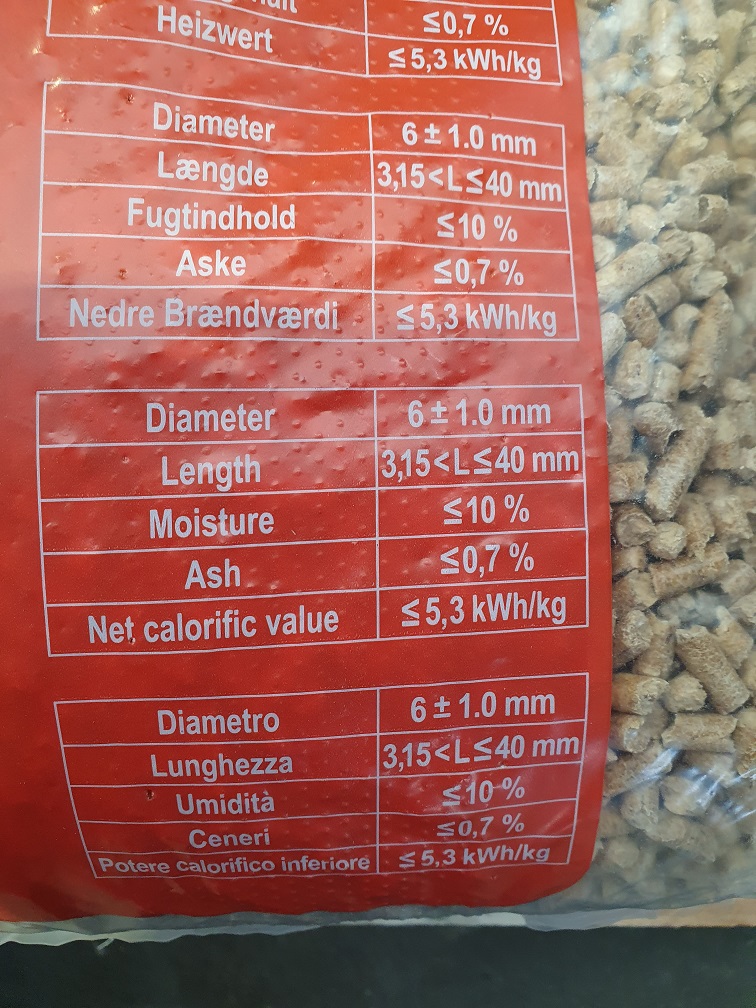 ≤0,7 %
Heizwert ≤5,3 kWh/kg
Diameter 6± 1.0 mm
Længde 3,15<L≤40 mm
Fugtindhold ≤10 %
Aske ≤0,7 %
Nedre Brændværdi ≤5,3 kWh/kg
Diameter 6± 1.0 mm
Length 3,15<L≤40 mm
Moisture ≤10 %
Ash ≤0,7 %
Net calorific value ≤5,3 kWh/kg
Diametro 6± 1.0 mm
Lunghezza 3,15<L≤40 mm
Umidità ≤10 %
Ceneri ≤0,7 %
Potere calorifico inferiore ≤5,3 kWh/kg